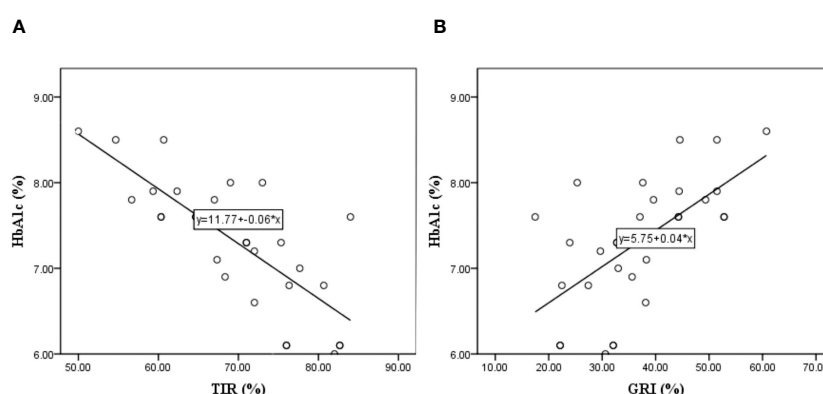 A
B
9.00
8.00
7.00
6.00
HbA1c (%)
y=11.77+-0.06*x
50.00 60.00 70.00 80.00 90.00
TIR (%)
9.00
8.00
7.00
6.00
HbA1c (%)
y=5.75+0.04*x
10.00 20.00 30.00 40.00 50.00 60.00 70.00
GRI (%)